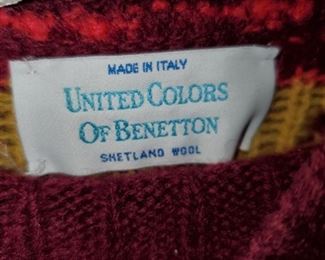 MADE IN ITALY
UNITED COLORS
OF BENETTON
SHETLAND WOOL